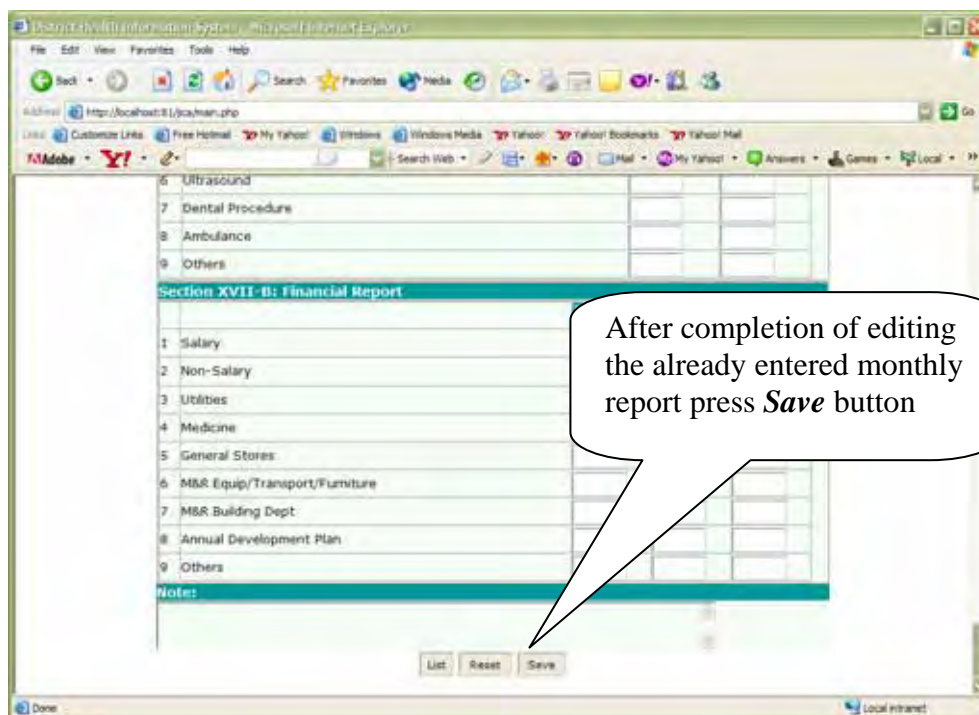 District Health Information System - Microsoft Internet Explorer
File Edit View Favorites Tools Help
Back Search Favorites Media
Address http://localhost:81/jica/main.php Go
Links Customize Links Free Hotmail My Yahoo! Windows Windows Media Yahoo! Yahoo! Bookmarks Yahoo! Mail
Adobe Y! Search Web Mail My Yahoo! Answers Games Local »
6 Ultrasound
7 Dental Procedure
8 Ambulance
9 Others
Section XVII-B: Financial Report
1 Salary
2 Non-Salary
3 Utilities
4 Medicine
5 General Stores
6 M&R Equip/Transport/Furniture
7 M&R Building Dept
8 Annual Development Plan
9 Others
Note:
List Reset Save
Done Local intranet
After completion of editing
the already entered monthly
report press Save button